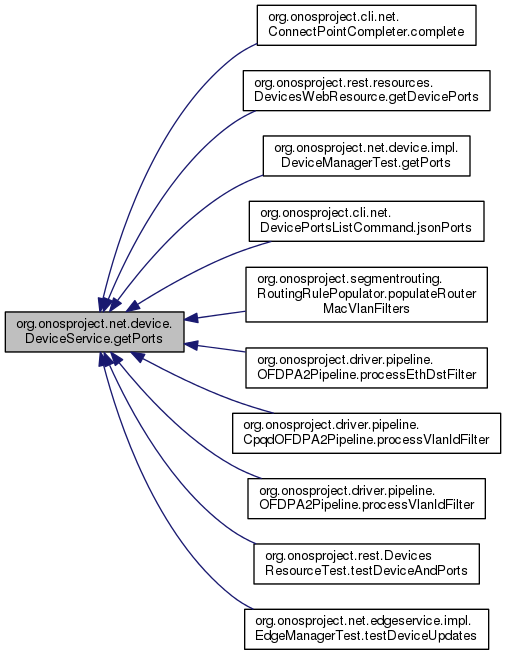 org.onosproject.cli.net.
ConnectPointCompleter.complete
org.onosproject.rest.resources.
DevicesWebResource.getDevicePorts
org.onosproject.net.device.impl.
DeviceManagerTest.getPorts
org.onosproject.cli.net.
DevicePortsListCommand.jsonPorts
org.onosproject.segmentrouting.
RoutingRulePopulator.populateRouter
MacVlanFilters
org.onosproject.net.device.
DeviceService.getPorts
org.onosproject.driver.pipeline.
OFDPA2Pipeline.processEthDstFilter
org.onosproject.driver.pipeline.
CpqdOFDPA2Pipeline.processVlanIdFilter
org.onosproject.driver.pipeline.
OFDPA2Pipeline.processVlanIdFilter
org.onosproject.rest.Devices
ResourceTest.testDeviceAndPorts
org.onosproject.net.edgeservice.impl.
EdgeManagerTest.testDeviceUpdates